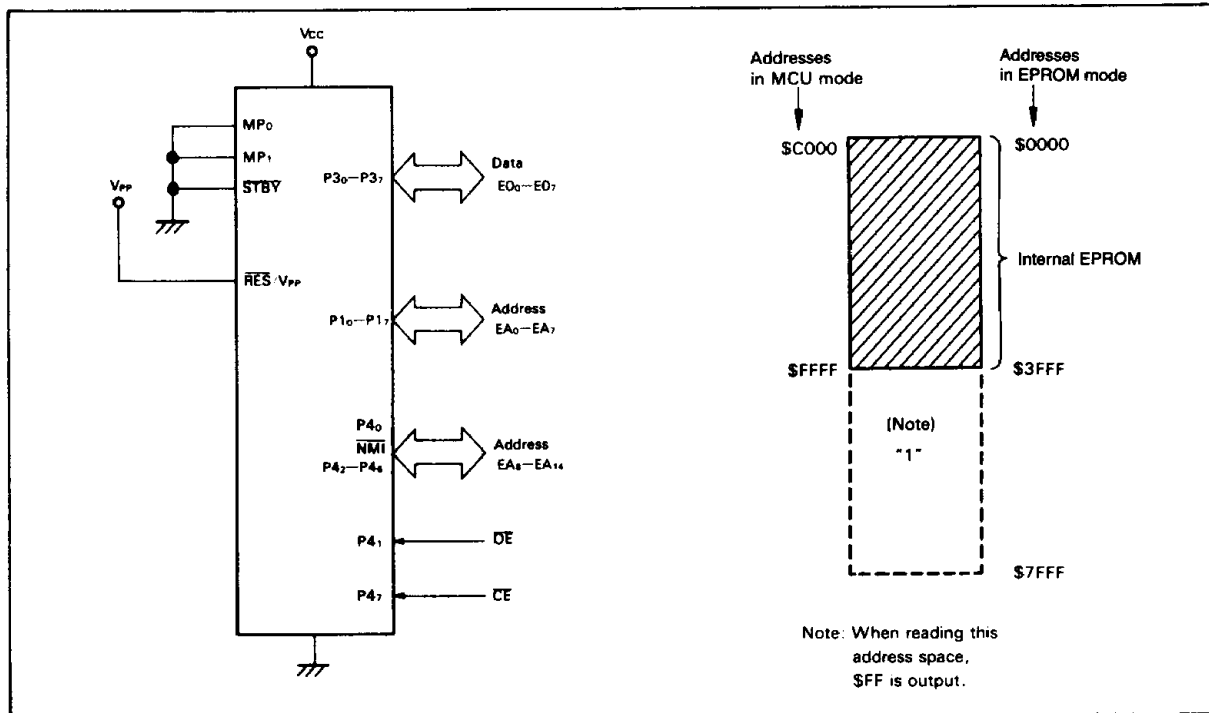 Vcc
MP₀
MP₁
STBY
V_PP
RES/V_PP
P3₀—P3₇
Data
EO₀—EO₇
P1₀—P1₇
Address
EA₀—EA₇
P4₀
NMI
P4₂—P4₆
Address
EA₈—EA₁₄
P4₁
OE
P4₇
CE
Addresses
in MCU mode
Addresses
in EPROM mode
$C000
$0000
Internal EPROM
$FFFF
$3FFF
(Note)
"1"
$7FFF
Note: When reading this
address space,
$FF is output.